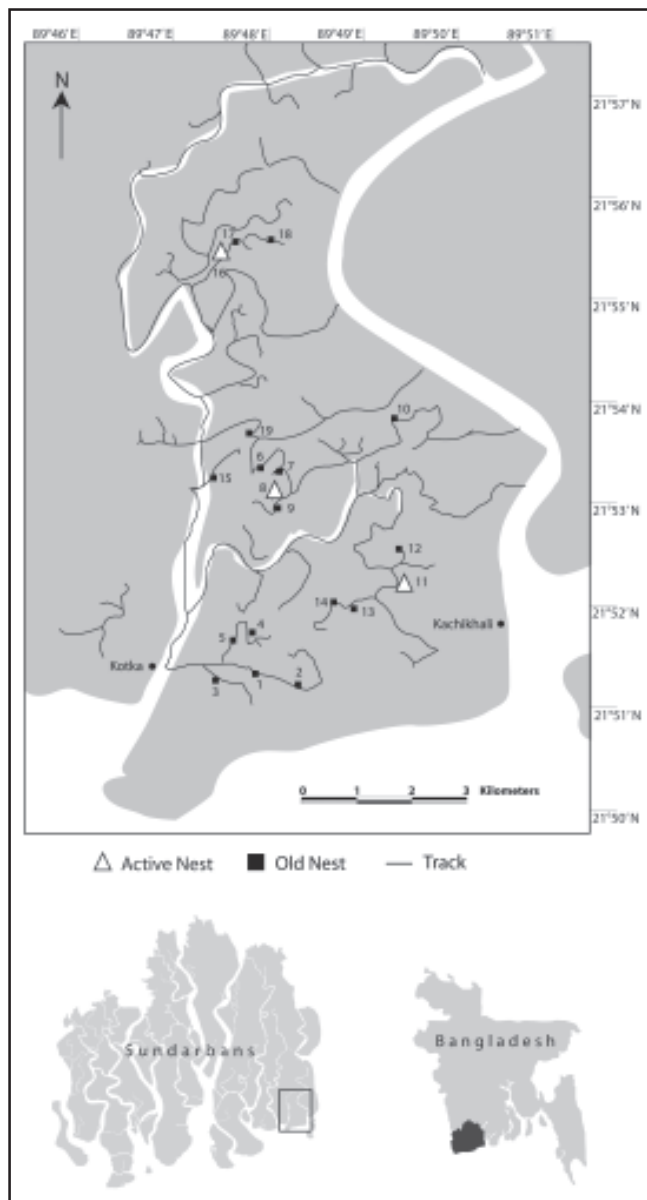 89°46'E 89°47'E 89°48'E 89°49'E 89°50'E 89°51'E
N
21°57'N
21°56'N
17 18
16
21°55'N
21°54'N
10
19
6 7
15
8
9
21°53'N
12
11
14 13
21°52'N
Kachikhali
4
5
Kotka
1 2
3
21°51'N
0 1 2 3 Kilometers
21°50'N
Active Nest Old Nest Track
Sundarbans
Bangladesh